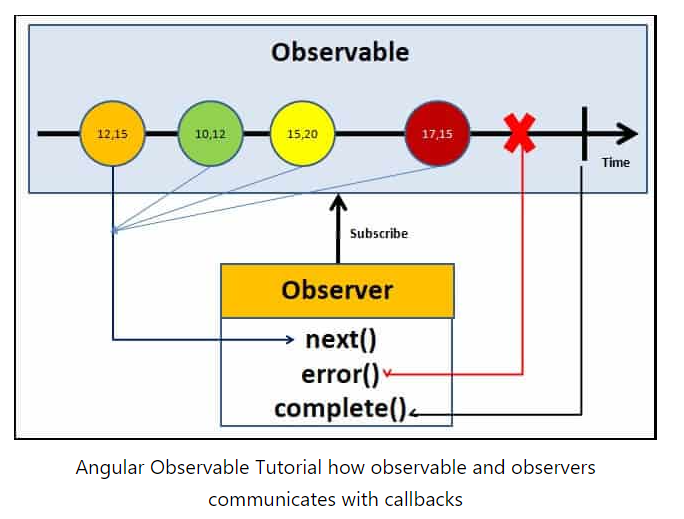 Observable
12,15
10,12
15,20
17,15
Time
Subscribe
Observer
next()
error()
complete()
Angular Observable Tutorial how observable and observers
communicates with callbacks